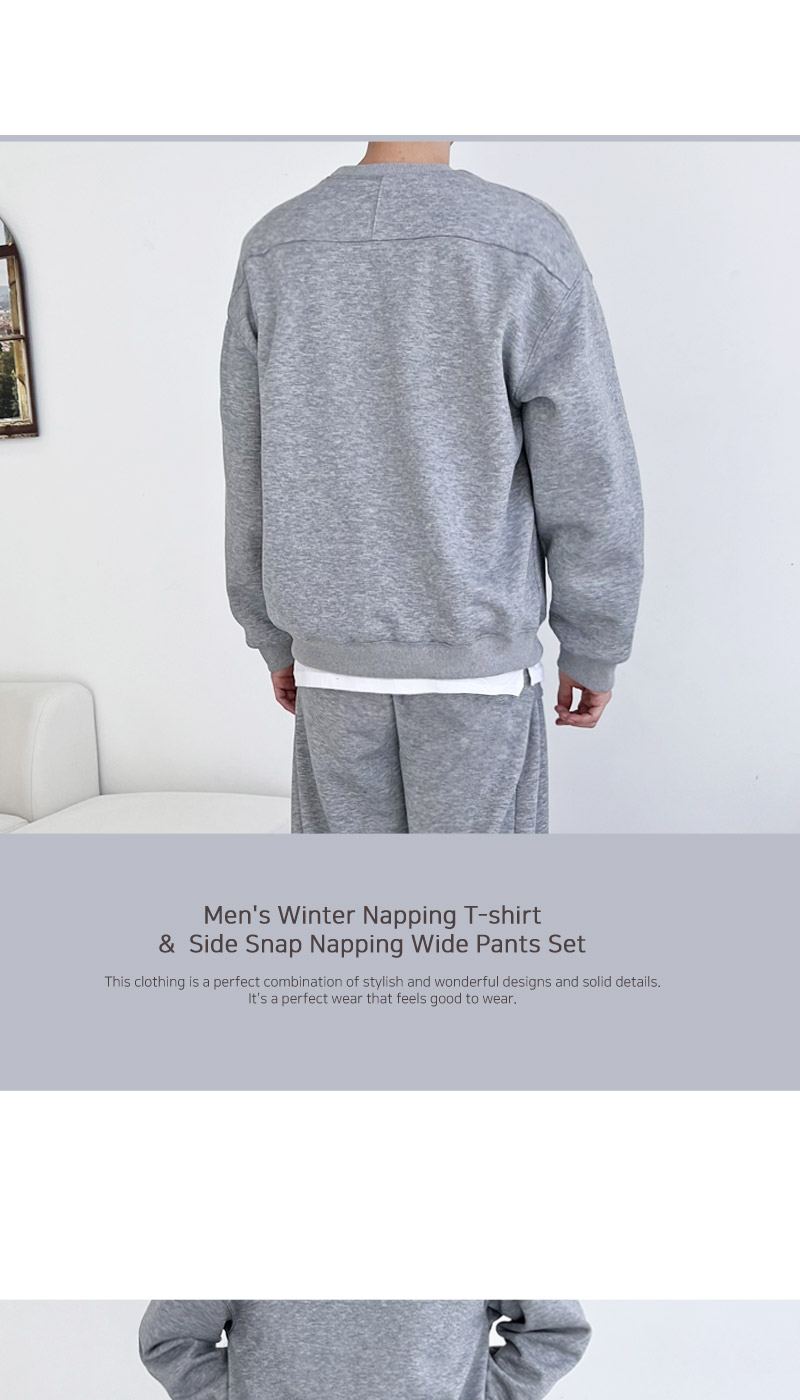 Men's Winter Napping T-shirt
& Side Snap Napping Wide Pants Set
This clothing is a perfect combination of stylish and wonderful designs and solid details.
It's a perfect wear that feels good to wear.